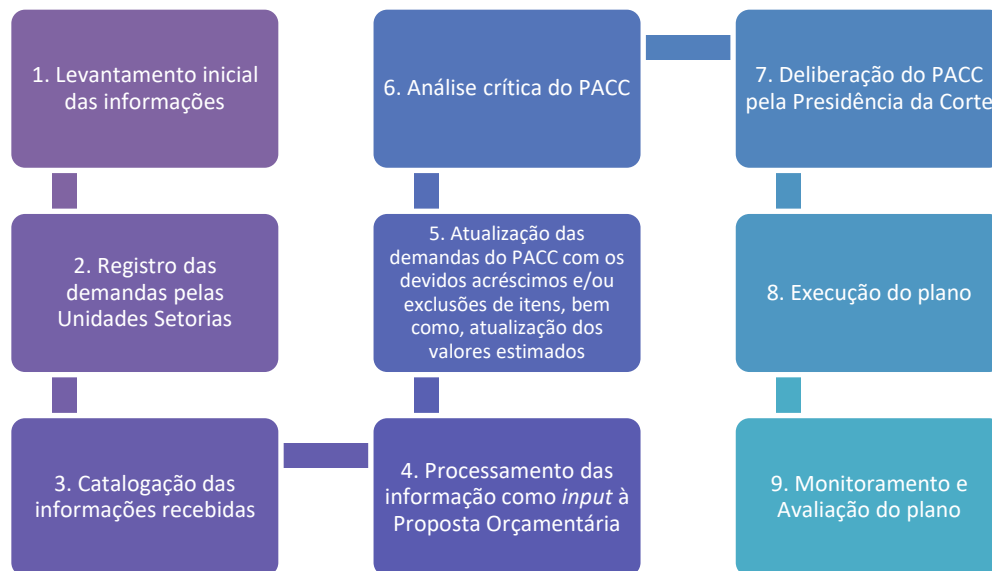 1. Levantamento inicial
das informações
2. Registro das
demandas pelas
Unidades Setorias
3. Catalogação das
informações recebidas
4. Processamento das
informação como input à
Proposta Orçamentária
5. Atualização das
demandas do PACC com os
devidos acréscimos e/ou
exclusões de itens, bem
como, atualização dos
valores estimados
6. Análise crítica do PACC
7. Deliberação do PACC
pela Presidência da Corte
8. Execução do plano
9. Monitoramento e
Avaliação do plano